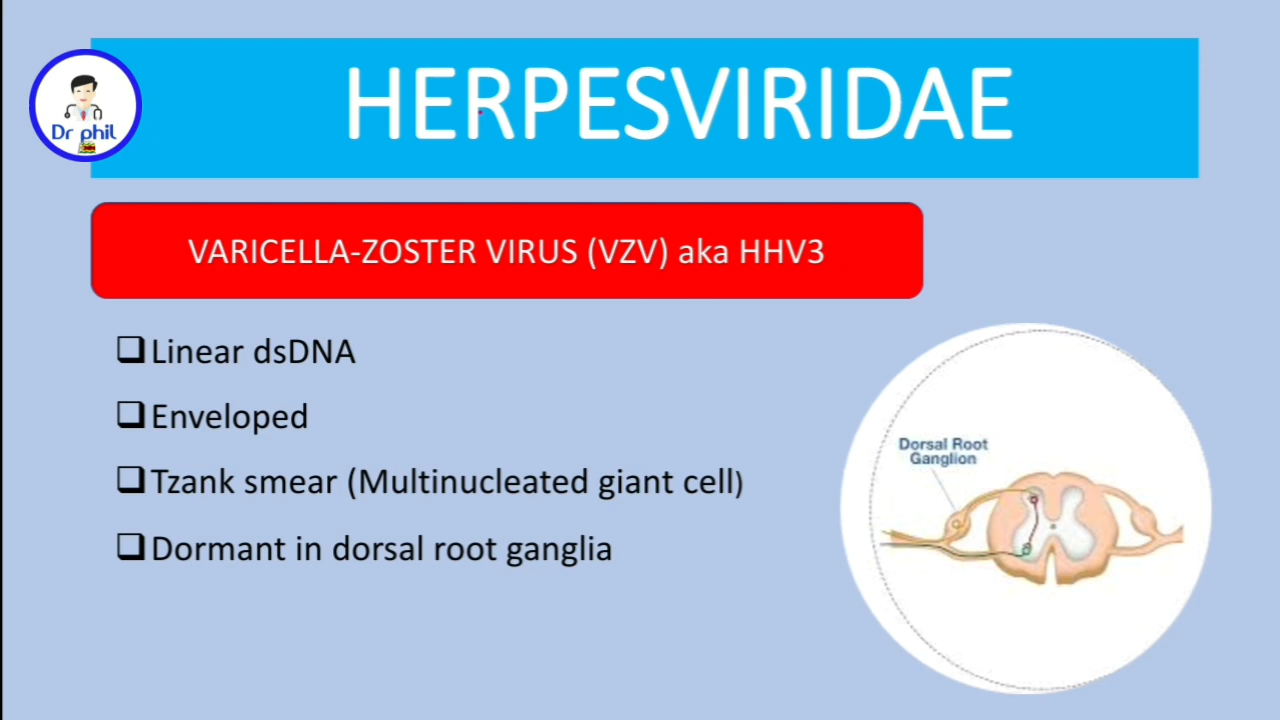 HERPESVIRIDAE
Dr phil
VARICELLA-ZOSTER VIRUS (VZV) aka HHV3
Linear dsDNA
Enveloped
Tzank smear (Multinucleated giant cell)
Dormant in dorsal root ganglia
Dorsal Root
Ganglion